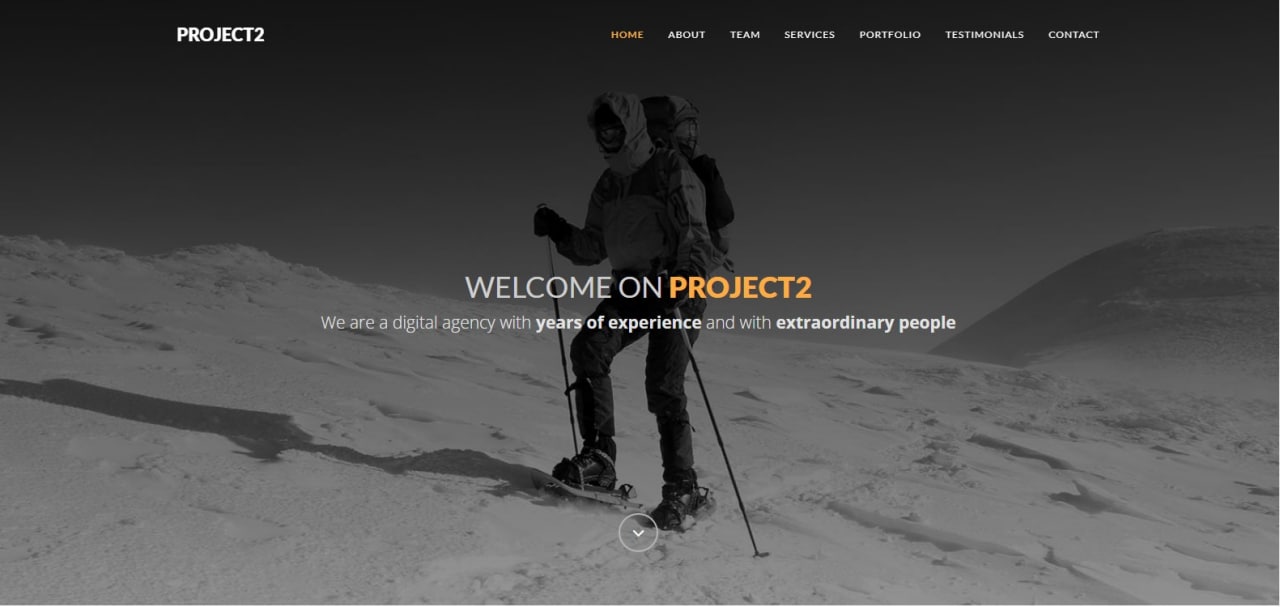 PROJECT2
HOME ABOUT TEAM SERVICES PORTFOLIO TESTIMONIALS CONTACT
WELCOME ON PROJECT2
We are a digital agency with years of experience and with extraordinary people